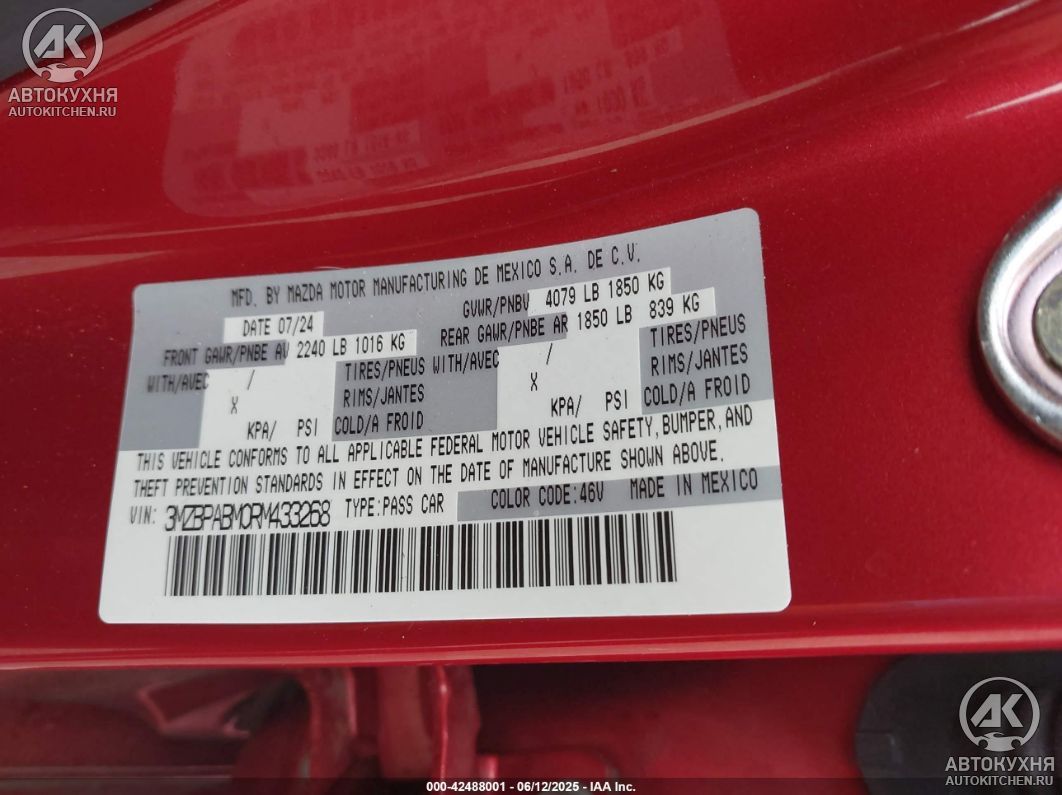 АК
АВТОКУХНЯ
AUTOKITCHEN.RU
MFD. BY MAZDA MOTOR MANUFACTURING DE MEXICO S.A. DE C.V.
DATE 07/24 GVWR/PNBV 4079 LB 1850 KG
FRONT GAWR/PNBE AV 2240 LB 1016 KG REAR GAWR/PNBE AR 1850 LB 839 KG
WITH/AVEC / TIRES/PNEUS WITH/AVEC / TIRES/PNEUS
X RIMS/JANTES X RIMS/JANTES
KPA/ PSI COLD/A FROID KPA/ PSI COLD/A FROID
THIS VEHICLE CONFORMS TO ALL APPLICABLE FEDERAL MOTOR VEHICLE SAFETY, BUMPER, AND
THEFT PREVENTION STANDARDS IN EFFECT ON THE DATE OF MANUFACTURE SHOWN ABOVE.
VIN: 3MZBPABM0RM433268 TYPE:PASS CAR COLOR CODE:46V MADE IN MEXICO
АК
АВТОКУХНЯ
AUTOKITCHEN.RU
000-42488001 - 06/12/2025 - IAA Inc.